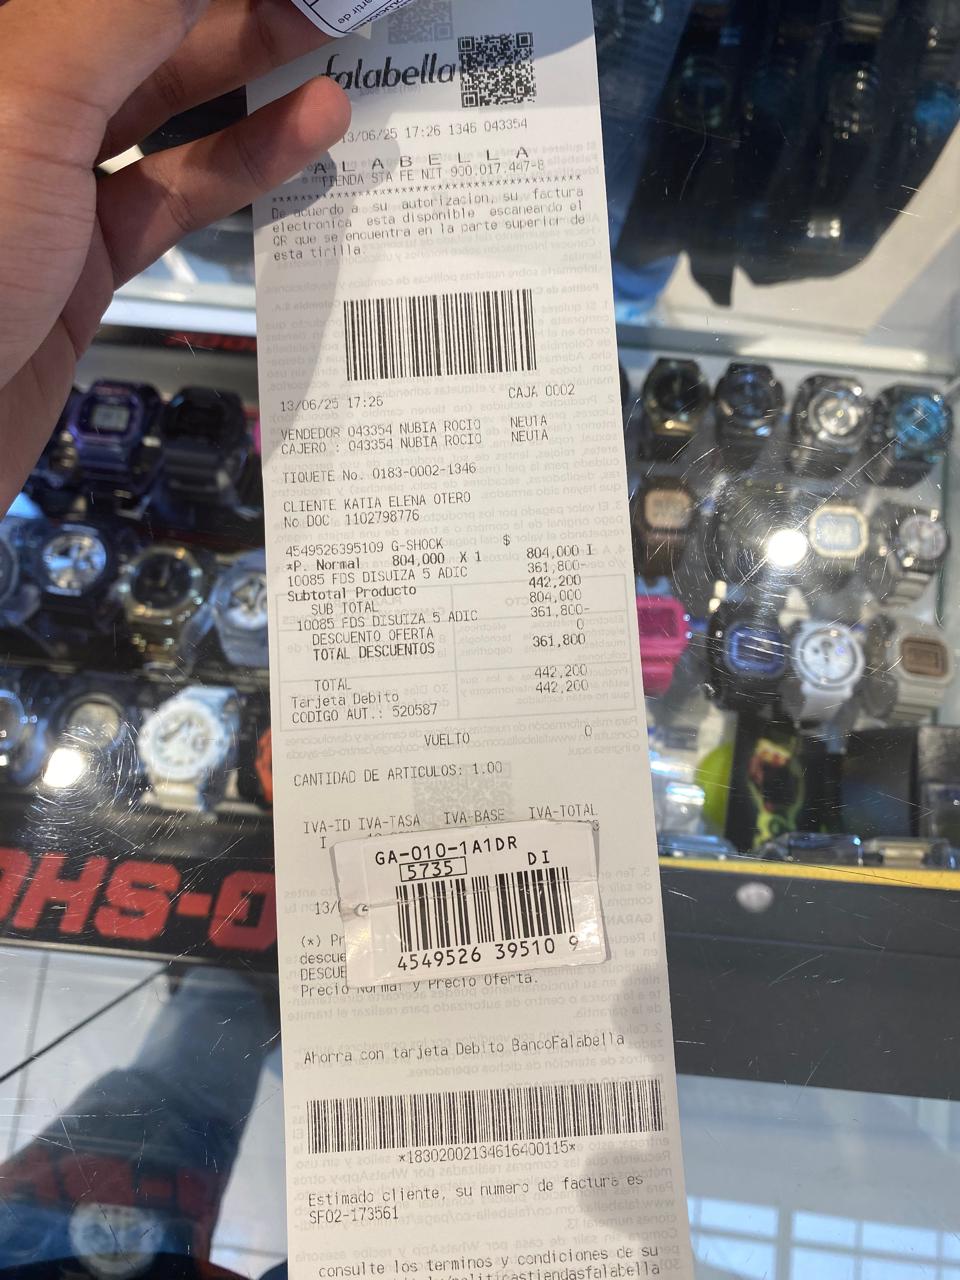 artir de
falabella
13/06/25 17:26 1346 043354
A L A B E L L A
TIENDA STA FE NIT 900.017.447-8
****************************************
De acuerdo a su autorizacion, su factura
electronica esta disponible escaneando el
QR que se encuentra en la parte superior de
esta tirilla.
13/06/25 17:26 CAJA 0002
VENDEDOR 043354 NUBIA ROCIO NEUTA
CAJERO : 043354 NUBIA ROCIO NEUTA
TIQUETE No. 0183-0002-1346
CLIENTE KATIA ELENA OTERO
No DOC 1102798776
$
4549526395109 G-SHOCK
*P. Normal 804,000 X 1 804,000 I
10085 FDS DISUIZA 5 ADIC 361,800-
Subtotal Producto 442,200
SUB TOTAL 804,000
10085 FDS DISUIZA 5 ADIC 361,800-
DESCUENTO OFERTA 0
TOTAL DESCUENTOS 361,800
TOTAL 442,200
Tarjeta Debito 442,200
CODIGO AUT.: 520587
VUELTO 0
CANTIDAD DE ARTICULOS: 1.00
IVA-ID IVA-TASA IVA-BASE IVA-TOTAL
I
GA-010-1A1DR
5735 DI
4549526 39510 9
13/0
(*) Pr
descue
DESCUE
Precio Normal y Precio Oferta.
Ahorra con tarjeta Debito BancoFalabella
*18302002134616400115*
Estimado cliente, su numero de factura es
SF02-173561
consulte los terminos y condiciones de su
politicastiendasfalabella